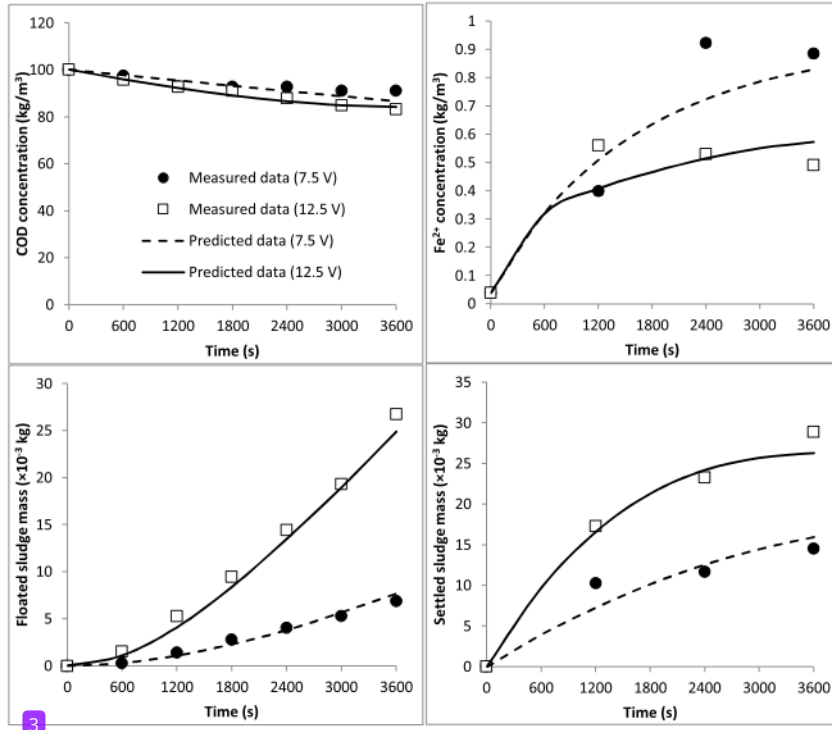 COD concentration (kg/m³)
120
100
80
60
40
20
0
Measured data (7.5 V)
Measured data (12.5 V)
Predicted data (7.5 V)
Predicted data (12.5 V)
0 600 1200 1800 2400 3000 3600
Time (s)
Fe²⁺ concentration (kg/m³)
1
0.9
0.8
0.7
0.6
0.5
0.4
0.3
0.2
0.1
0
0 600 1200 1800 2400 3000 3600
Time (s)
Floated sludge mass (×10⁻³ kg)
30
25
20
15
10
5
0
0 600 1200 1800 2400 3000 3600
Time (s)
Settled sludge mass (×10⁻³ kg)
35
30
25
20
15
10
5
0
0 600 1200 1800 2400 3000 3600
Time (s)
3